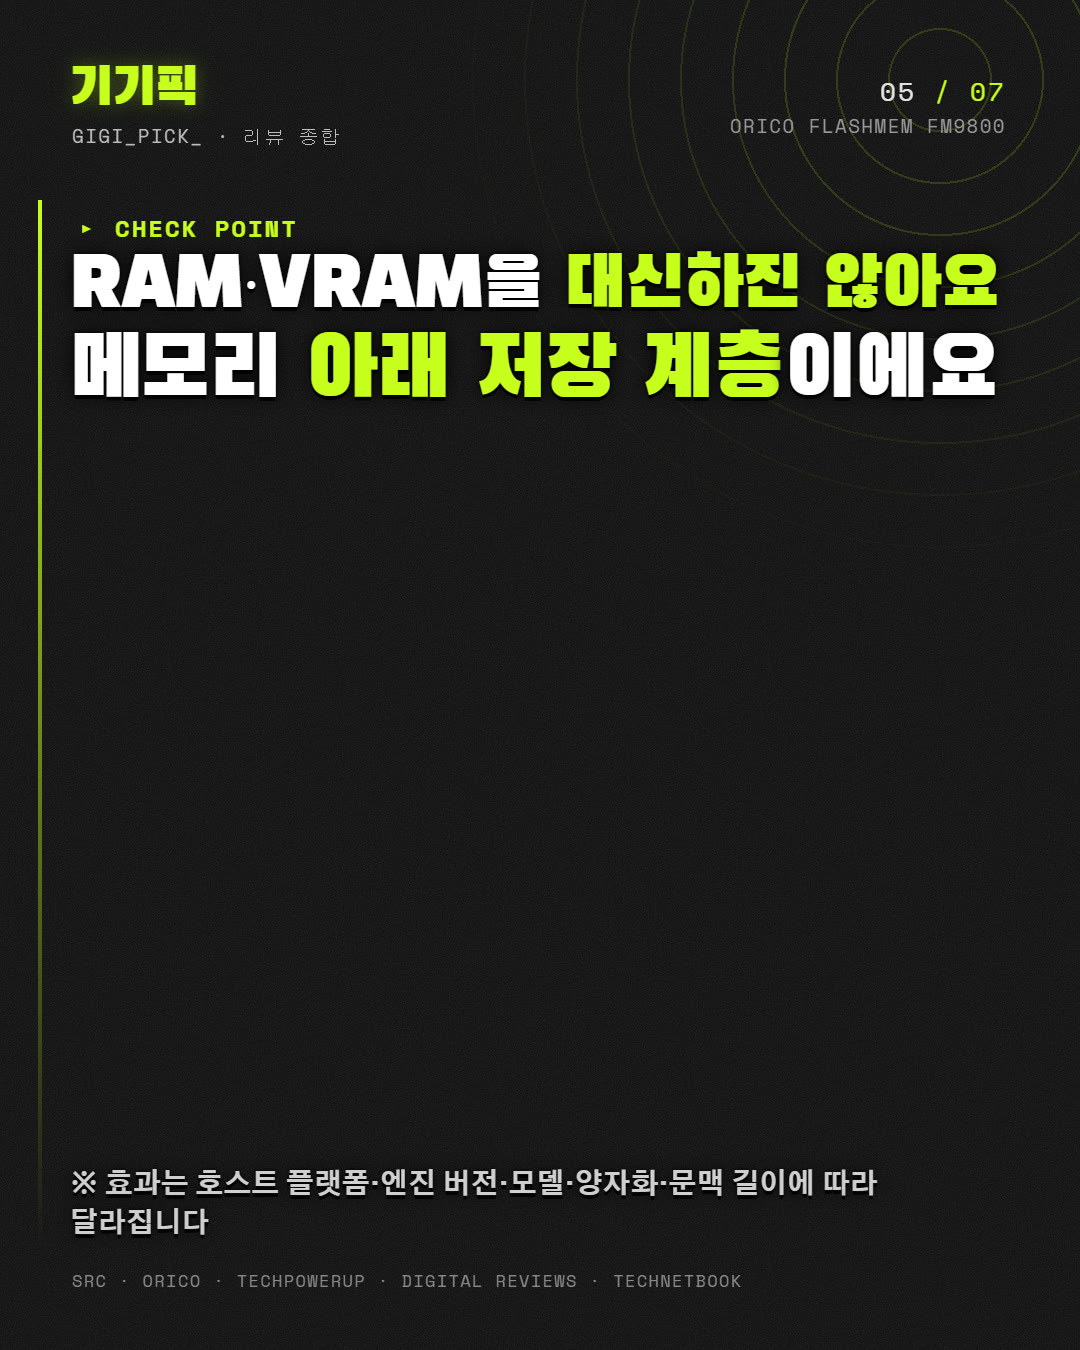 기기픽
GIGI_PICK_ · 리뷰 종합
05 / 07
ORICO FLASHMEM FM9800
▸ CHECK POINT
RAM·VRAM을 대신하진 않아요
메모리 아래 저장 계층이에요
※ 효과는 호스트 플랫폼·엔진 버전·모델·양자화·문맥 길이에 따라
달라집니다
SRC · ORICO · TECHPOWERUP · DIGITAL REVIEWS · TECHNETBOOK